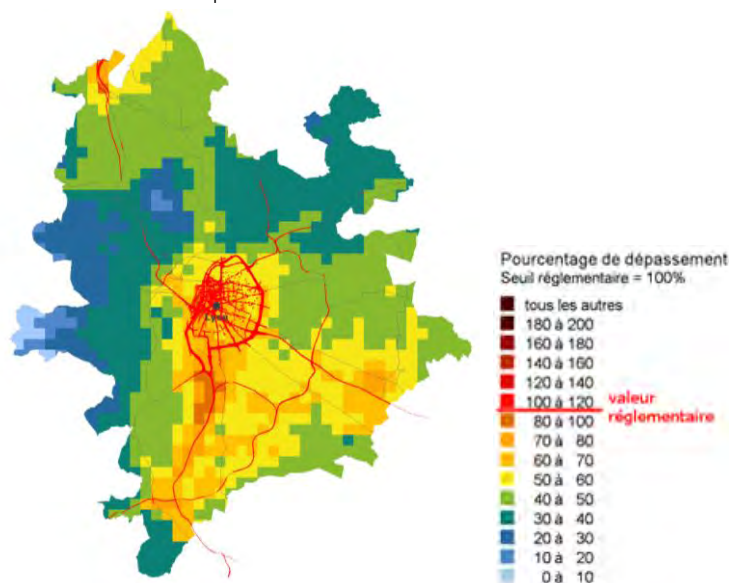 Pourcentage de dépassement
Seuil réglementaire = 100%
tous les autres
180 à 200
160 à 180
140 à 160
120 à 140
100 à 120
valeur
réglementaire
80 à 100
70 à 80
60 à 70
50 à 60
40 à 50
30 à 40
20 à 30
10 à 20
0 à 10